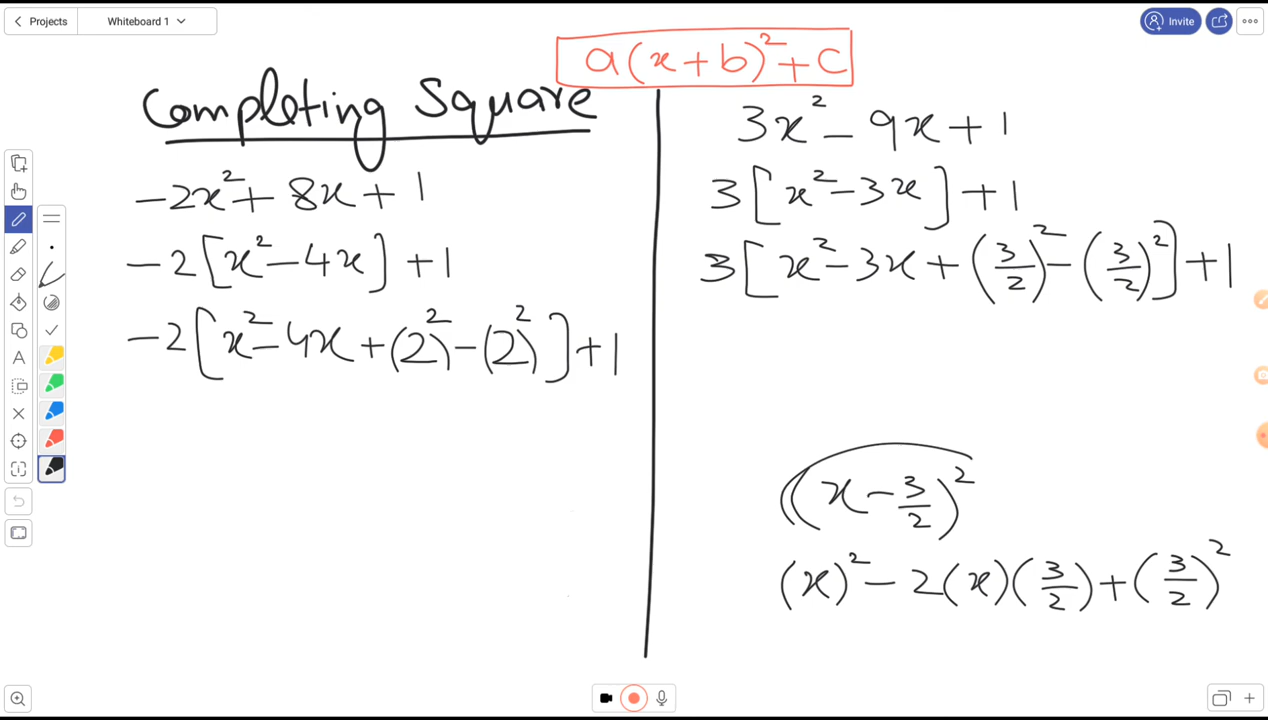 Projects
Whiteboard 1
Invite
a(x+b)²+c
Completing Square
-2x²+8x+1
-2[x²-4x]+1
-2[x²-4x+(2)²-(2)²]+1
3x²-9x+1
3[x²-3x]+1
3[x²-3x+(3/2)²-(3/2)²]+1
((x-3/2)²
(x)²-2(x)(3/2)+(3/2)²